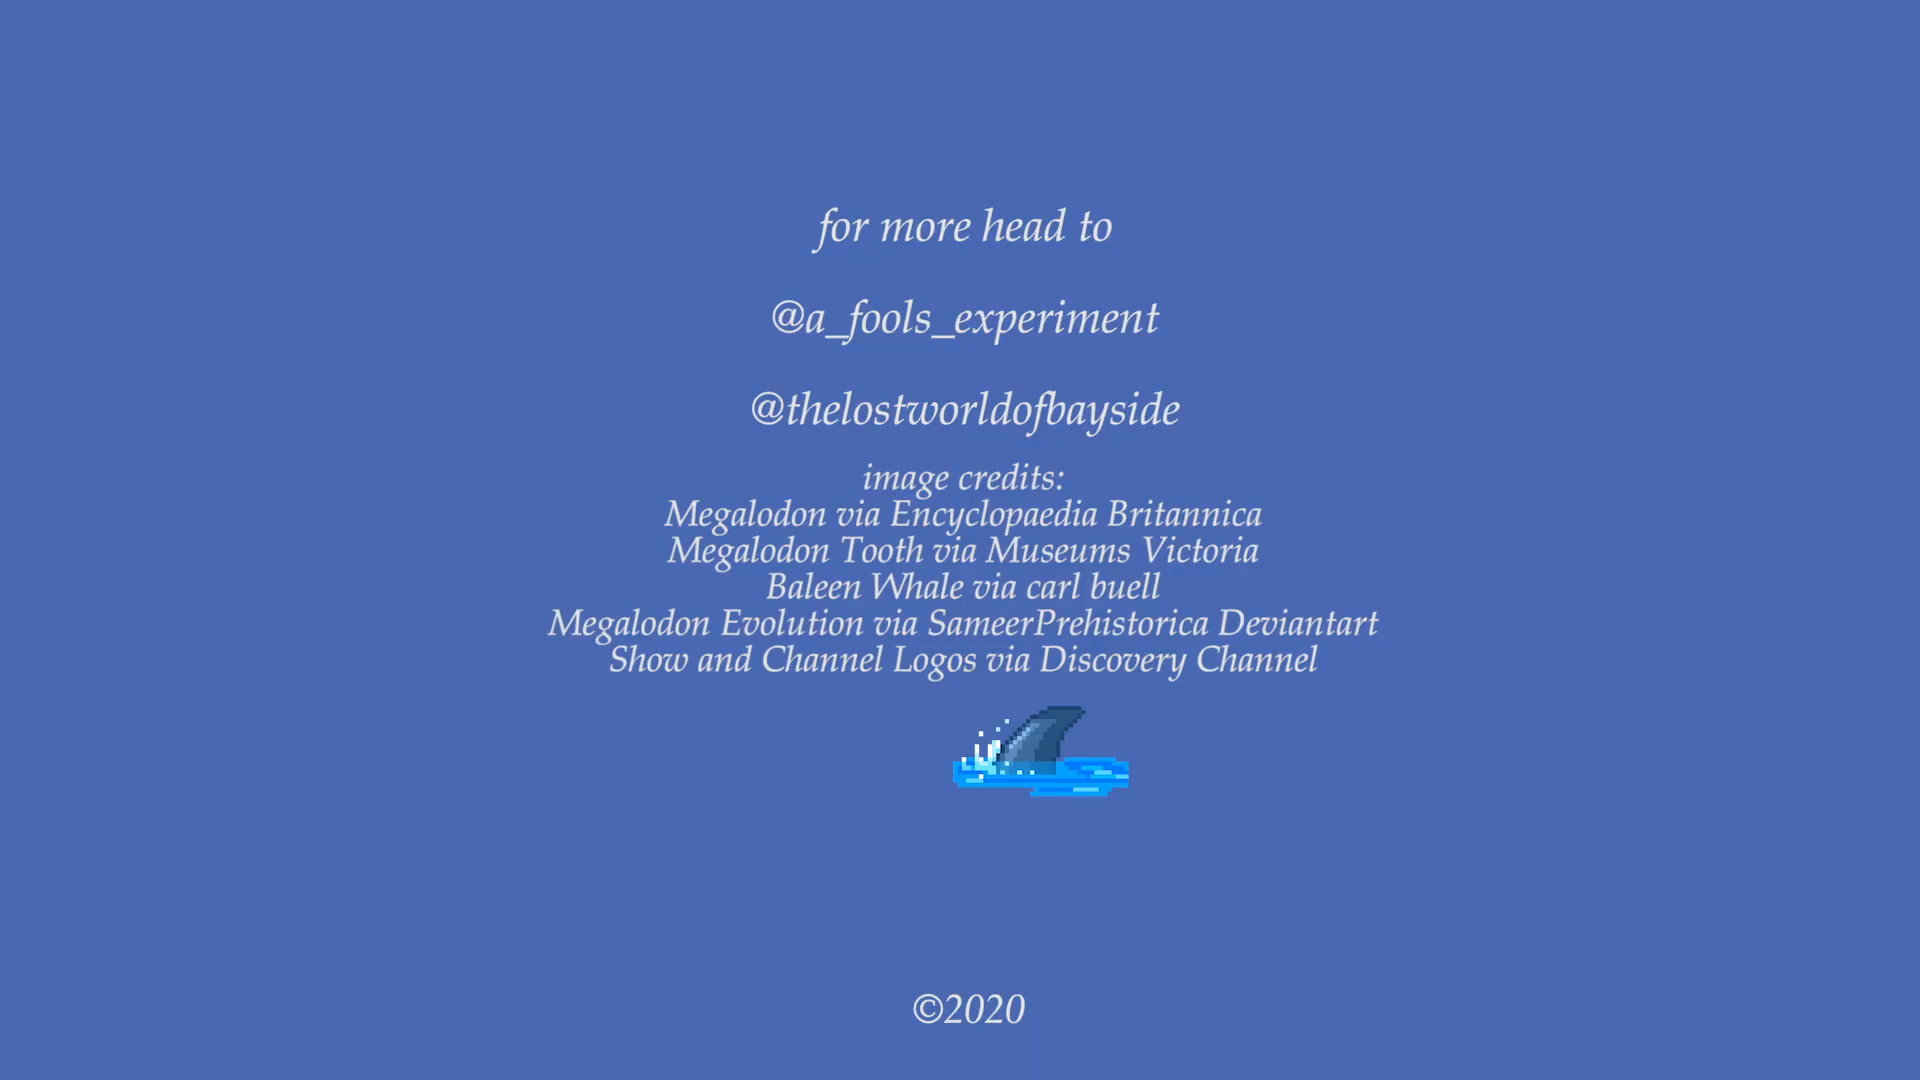 for more head to
@a_fools_experiment
@thelostworldofbayside
image credits:
Megalodon via Encyclopaedia Britannica
Megalodon Tooth via Museums Victoria
Baleen Whale via carl buell
Megalodon Evolution via SameerPrehistorica Deviantart
Show and Channel Logos via Discovery Channel
©2020